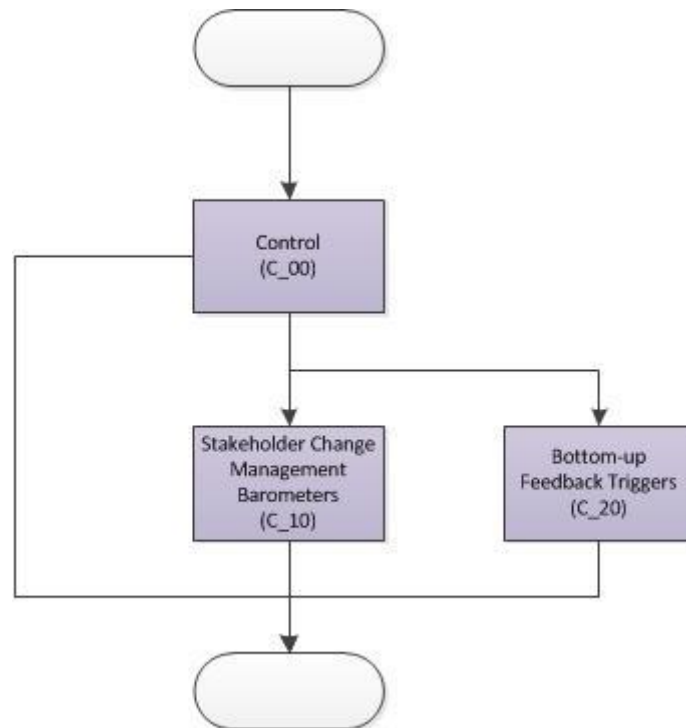 Control
(C_00)
Stakeholder Change
Management
Barometers
(C_10)
Bottom-up
Feedback Triggers
(C_20)